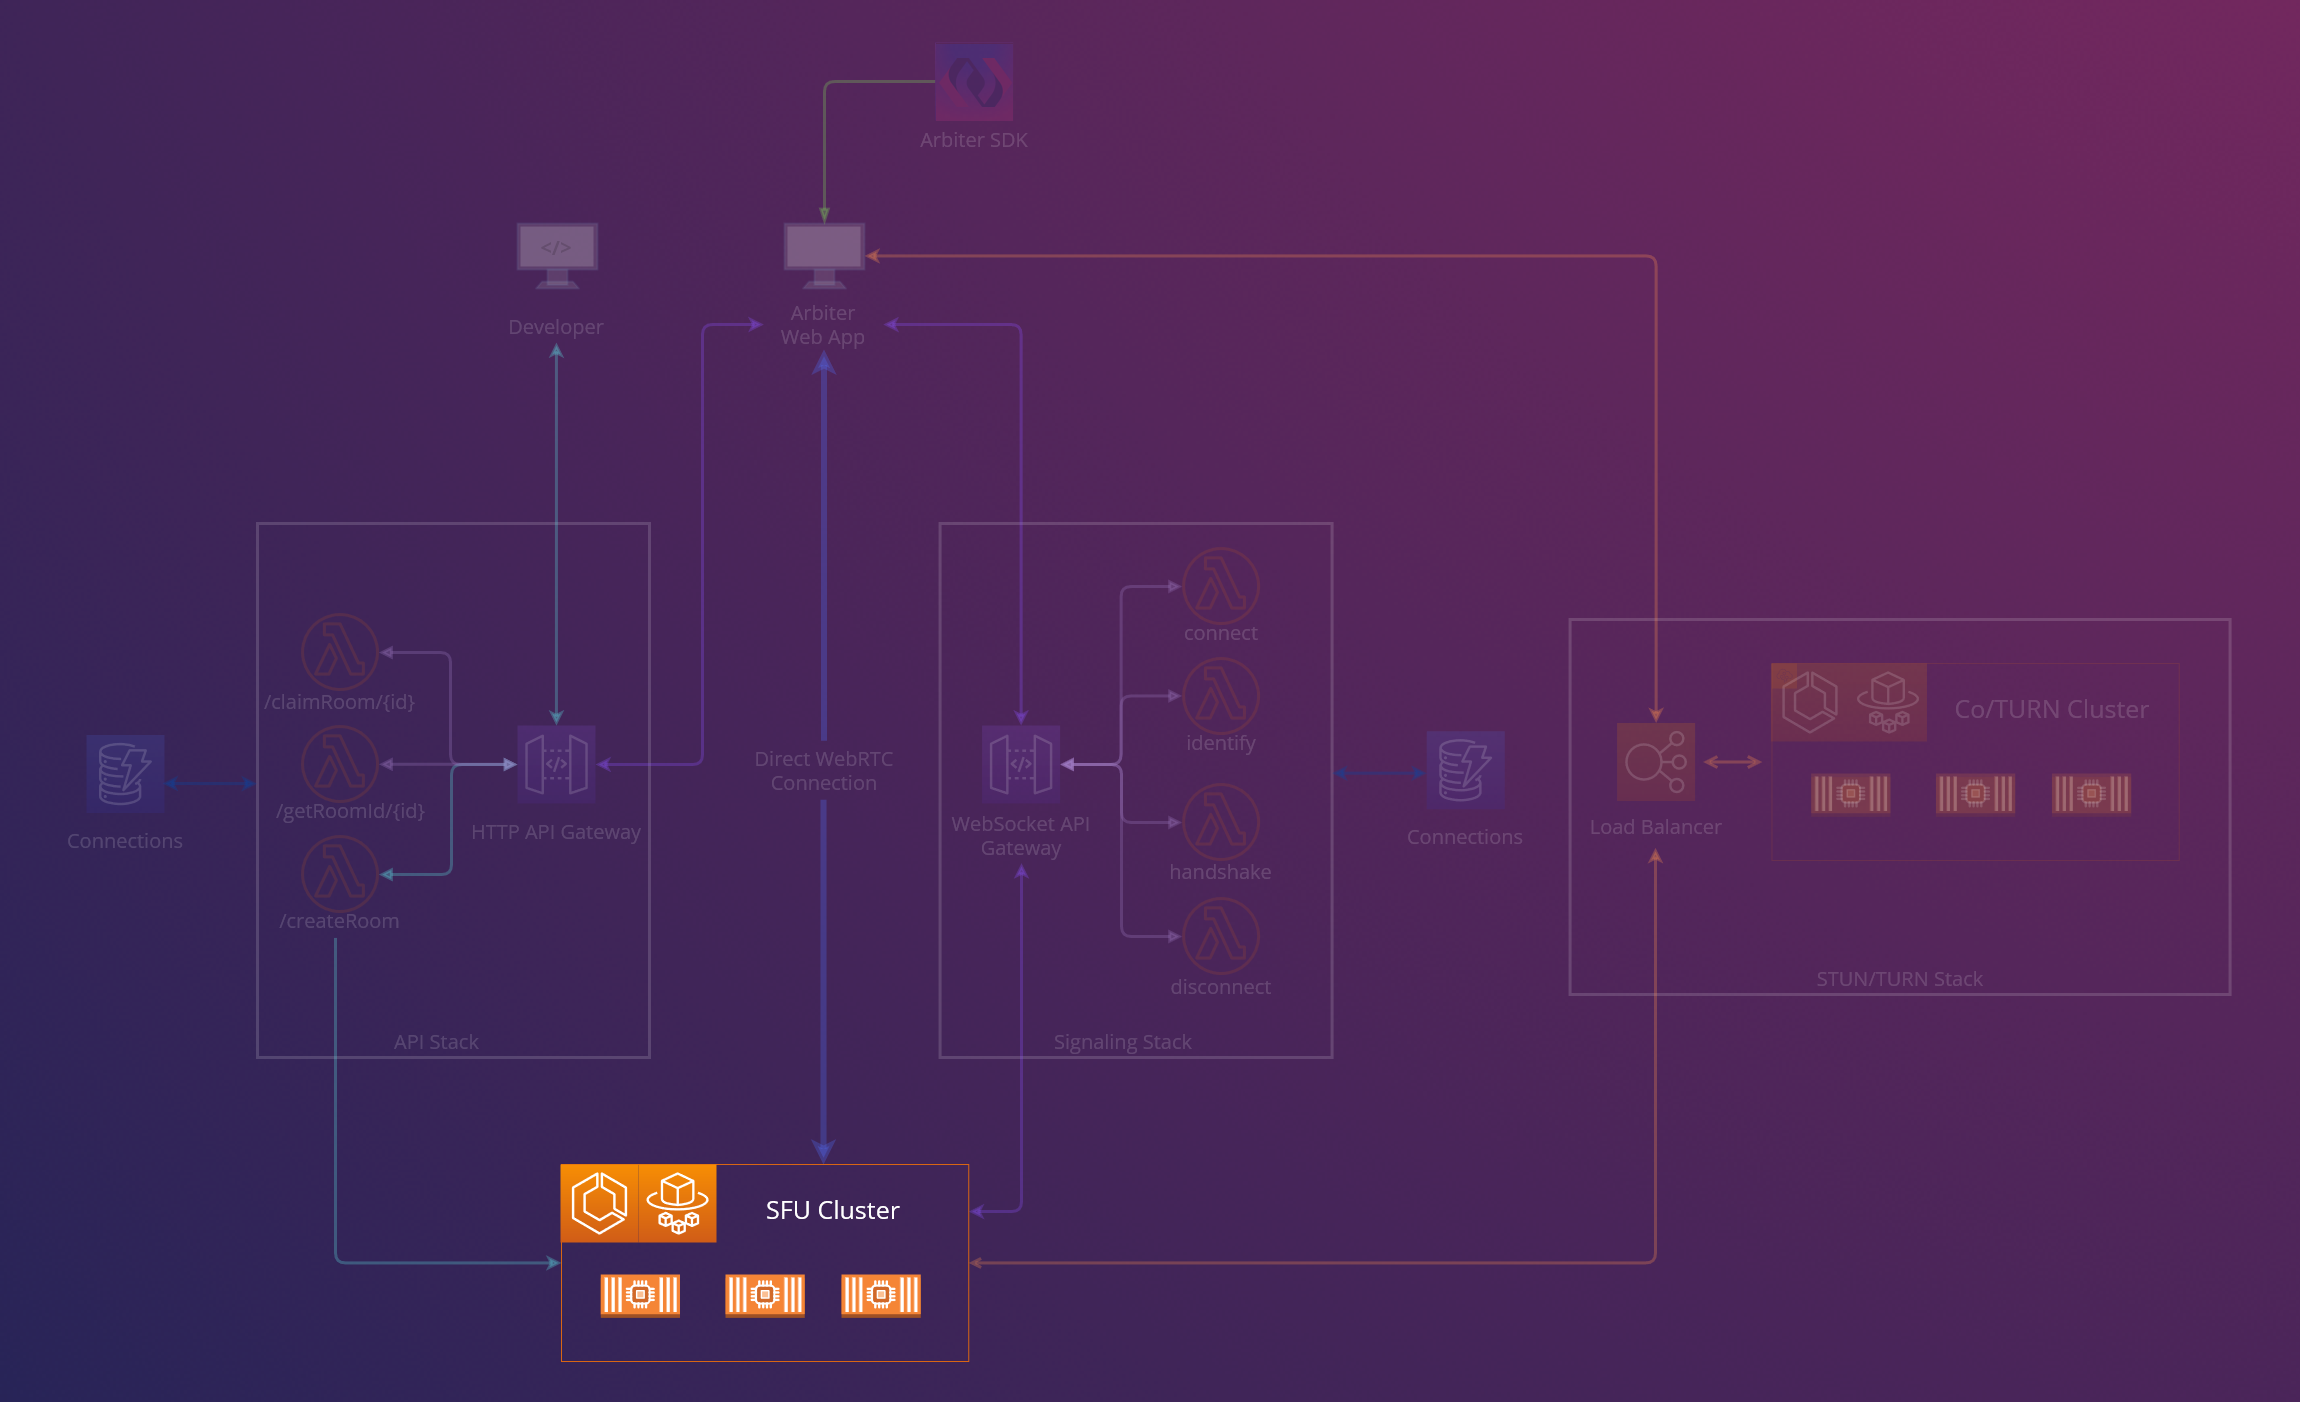 Arbiter SDK
</>
Developer
Arbiter
Web App
connect
identify
handshake
disconnect
/claimRoom/{id}
/getRoomId/{id}
/createRoom
</>
HTTP API Gateway
Connections
API Stack
Direct WebRTC
Connection
</>
WebSocket API
Gateway
Signaling Stack
Connections
Load Balancer
Co/TURN Cluster
STUN/TURN Stack
SFU Cluster